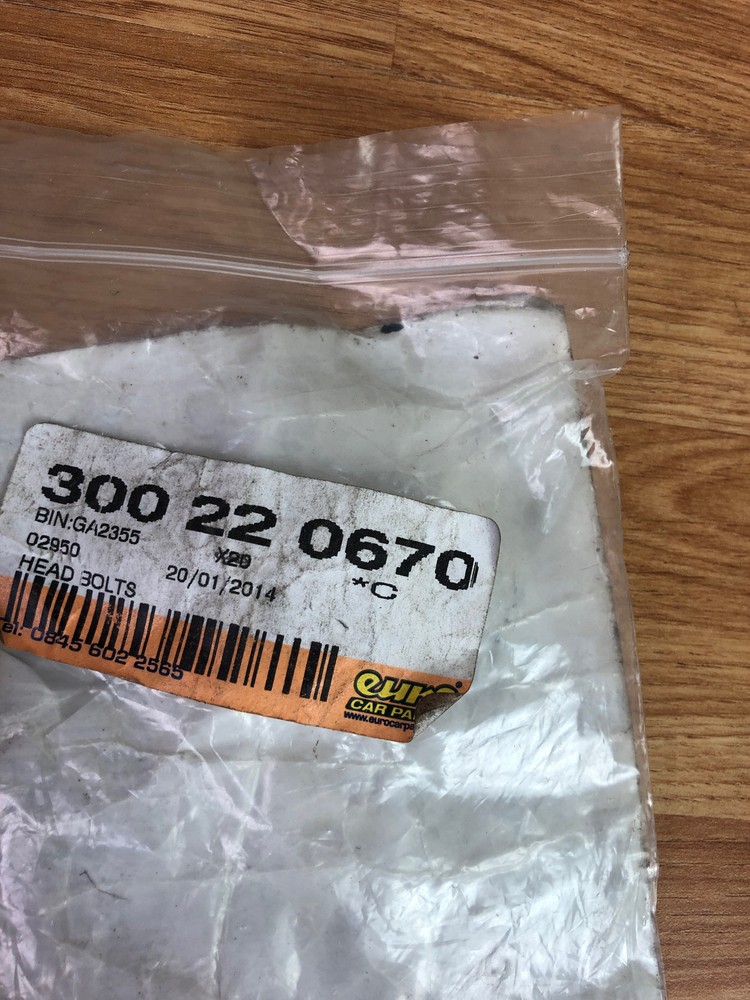 300 22 0670
BIN:GA2355
02950
X20
*C
HEAD BOLTS
20/01/2014
el: 0845 602 2565
euro
CAR PA
www.eurocarpa